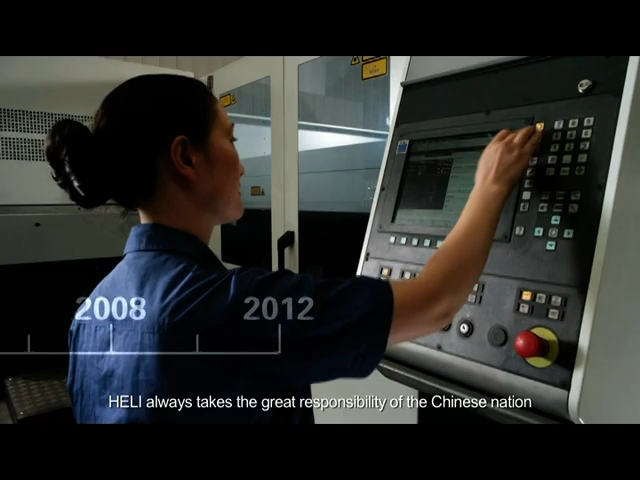 2008 2012
HELI always takes the great responsibility of the Chinese nation